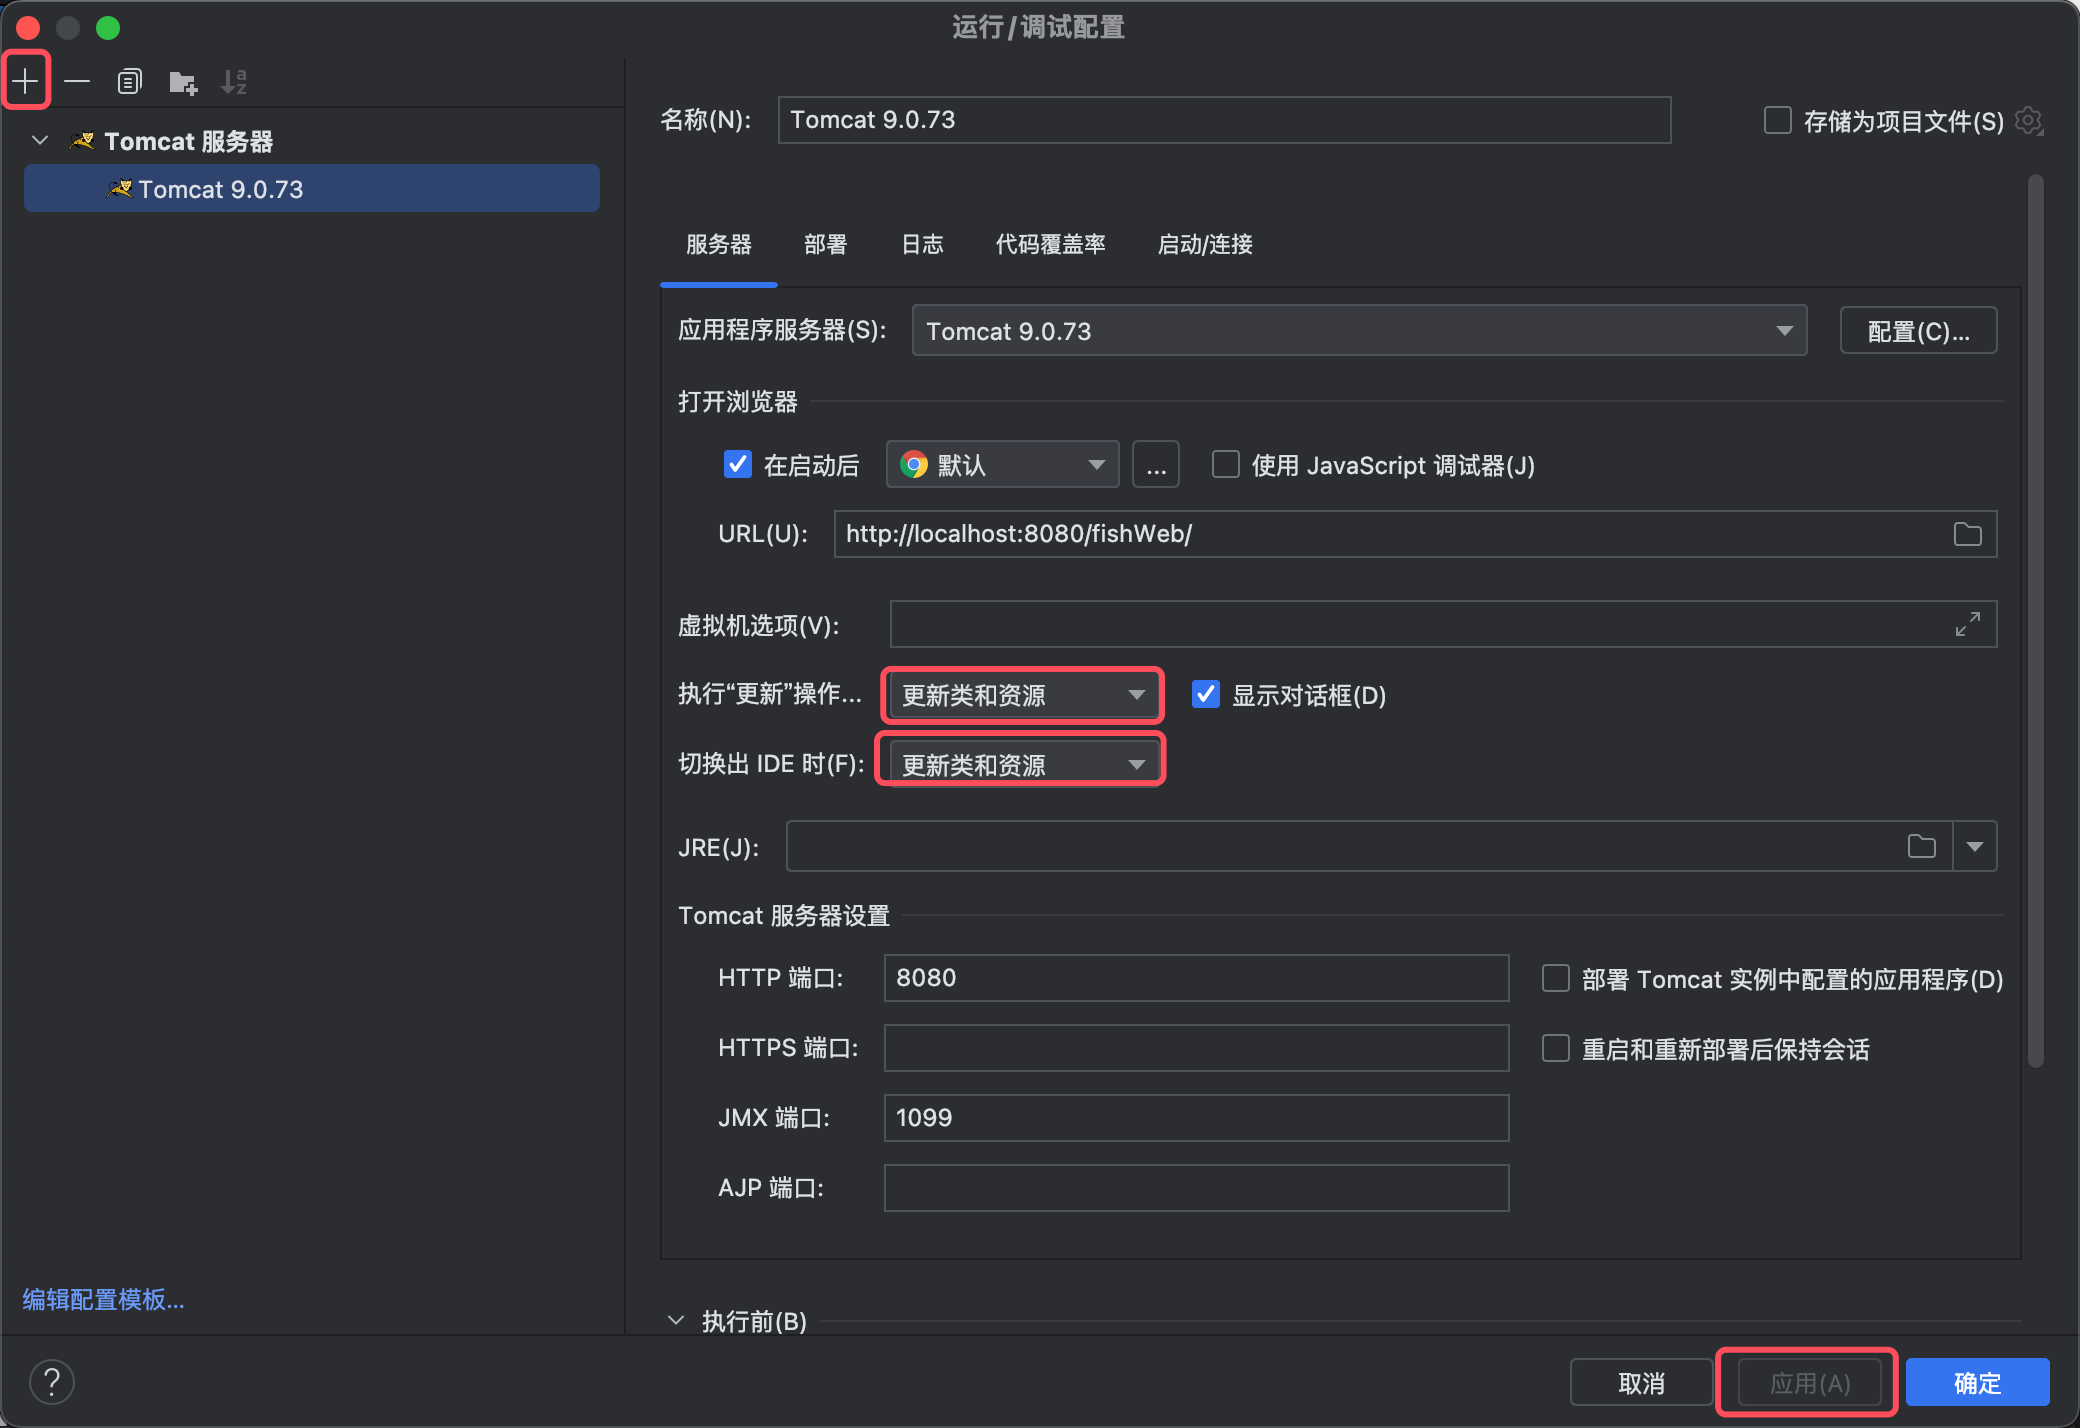 运行/调试配置
Tomcat 服务器
Tomcat 9.0.73
编辑配置模板...
名称(N): Tomcat 9.0.73 存储为项目文件(S)
服务器 部署 日志 代码覆盖率 启动/连接
应用程序服务器(S): Tomcat 9.0.73 配置(C)...
打开浏览器
在启动后 默认 ... 使用 JavaScript 调试器(J)
URL(U): http://localhost:8080/fishWeb/
虚拟机选项(V):
执行“更新”操作... 更新类和资源 显示对话框(D)
切换出 IDE 时(F): 更新类和资源
JRE(J):
Tomcat 服务器设置
HTTP 端口: 8080 部署 Tomcat 实例中配置的应用程序(D)
HTTPS 端口: 重启和重新部署后保持会话
JMX 端口: 1099
AJP 端口:
执行前(B)
? 取消 应用(A) 确定